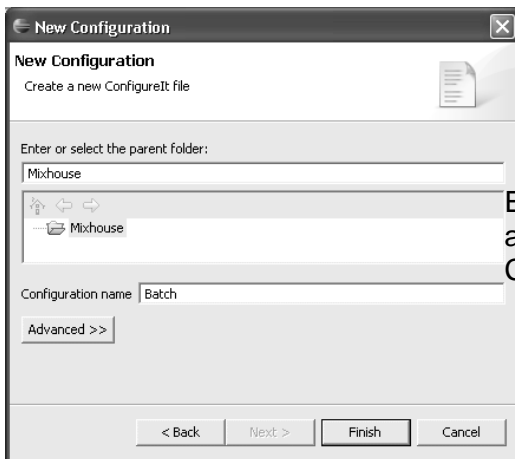 New Configuration
New Configuration
Create a new ConfigureIt file
Enter or select the parent folder:
Mixhouse
Mixhouse
Configuration name Batch
Advanced >>
< Back Next > Finish Cancel